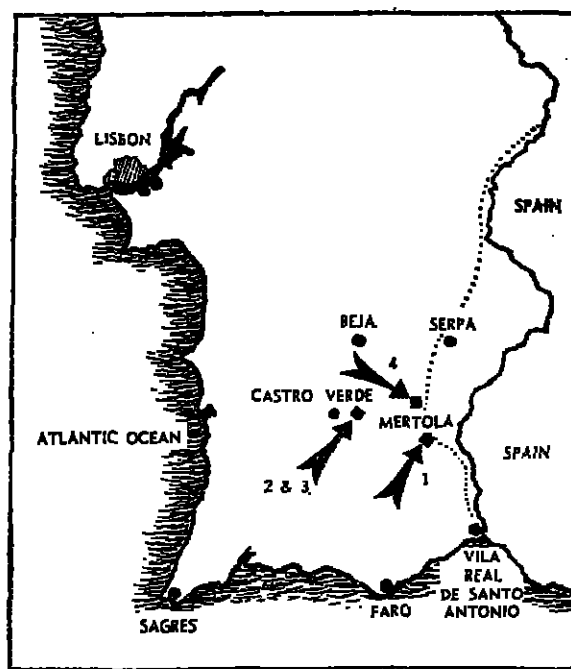 LISBON
SPAIN
BEJA
SERPA
4
CASTRO VERDE
MERTOLA
ATLANTIC OCEAN
SPAIN
2 & 3
1
VILA
REAL
DE SANTO
ANTONIO
FARO
SAGRES